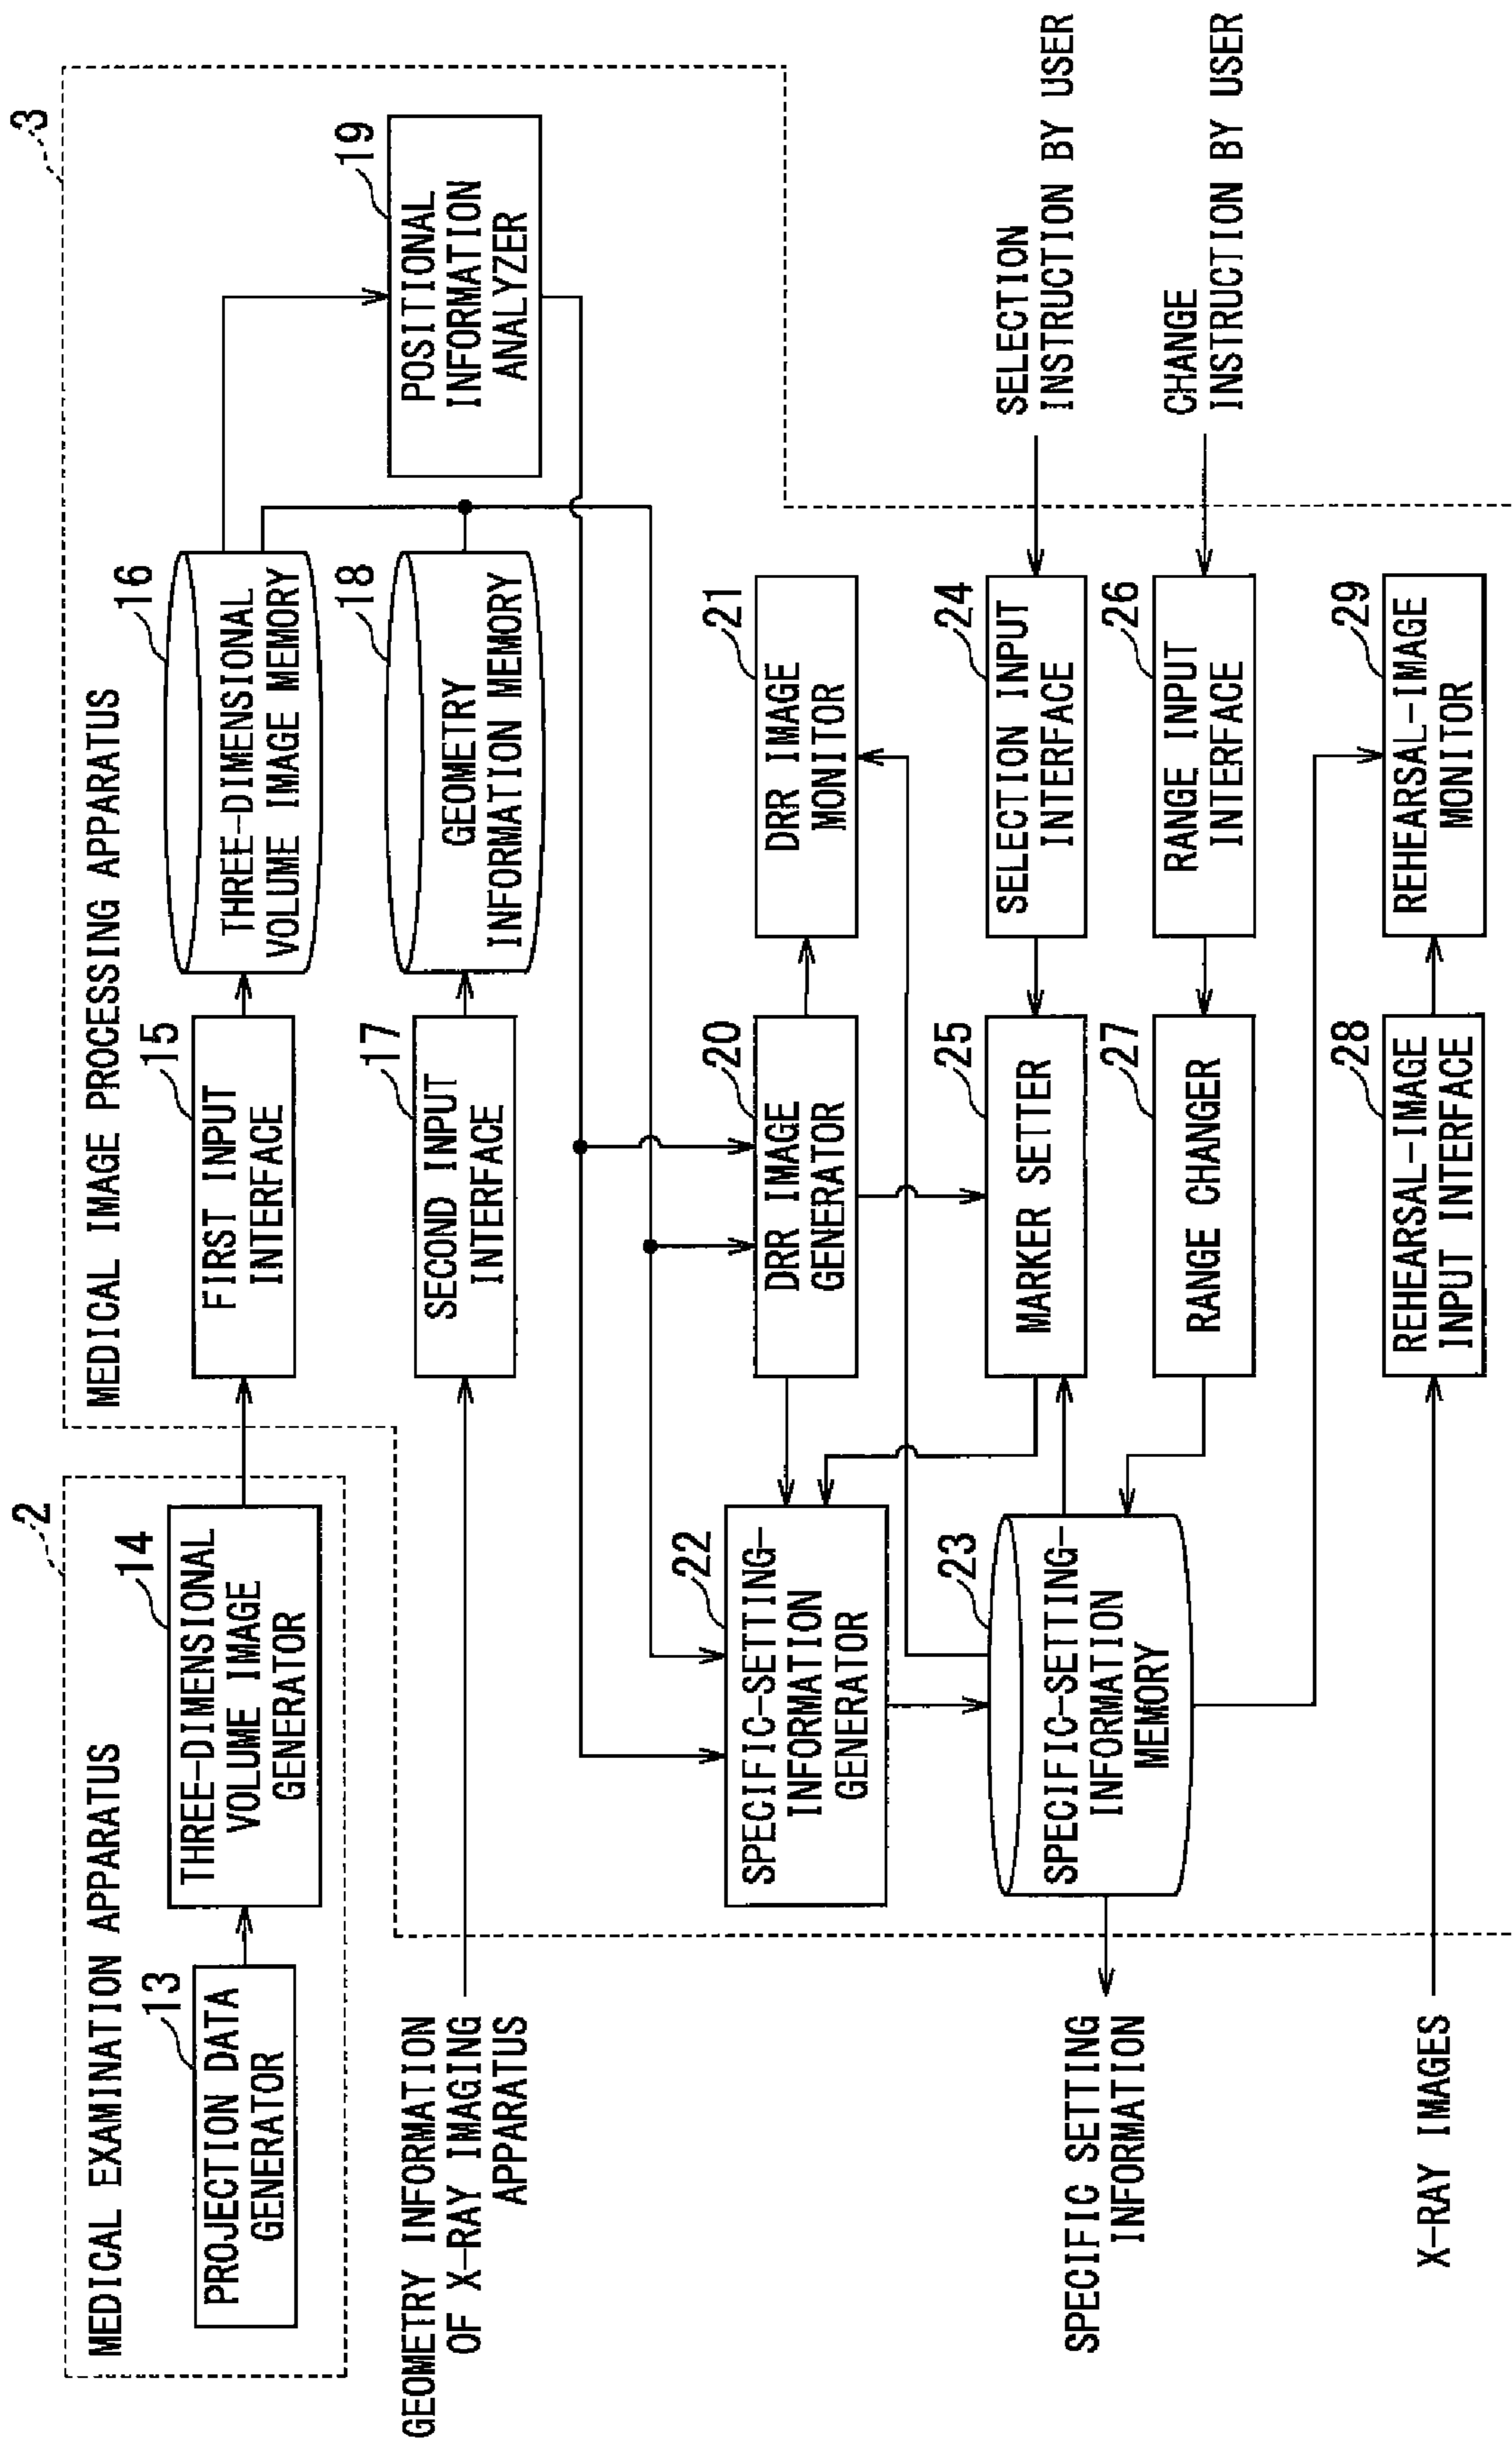 2
MEDICAL EXAMINATION APPARATUS
13
PROJECTION DATA
GENERATOR
14
THREE-DIMENSIONAL
VOLUME IMAGE
GENERATOR
3
MEDICAL IMAGE PROCESSING APPARATUS
15
FIRST INPUT
INTERFACE
16
THREE-DIMENSIONAL
VOLUME IMAGE MEMORY
GEOMETRY INFORMATION
OF X-RAY IMAGING
APPARATUS
17
SECOND INPUT
INTERFACE
18
GEOMETRY
INFORMATION MEMORY
19
POSITIONAL
INFORMATION
ANALYZER
22
SPECIFIC-SETTING-
INFORMATION
GENERATOR
20
DRR IMAGE
GENERATOR
21
DRR IMAGE
MONITOR
SPECIFIC SETTING
INFORMATION
23
SPECIFIC-SETTING-
INFORMATION
MEMORY
25
MARKER SETTER
24
SELECTION INPUT
INTERFACE
SELECTION
INSTRUCTION BY USER
27
RANGE CHANGER
26
RANGE INPUT
INTERFACE
CHANGE
INSTRUCTION BY USER
X-RAY IMAGES
28
REHEARSAL-IMAGE
INPUT INTERFACE
29
REHEARSAL-IMAGE
MONITOR